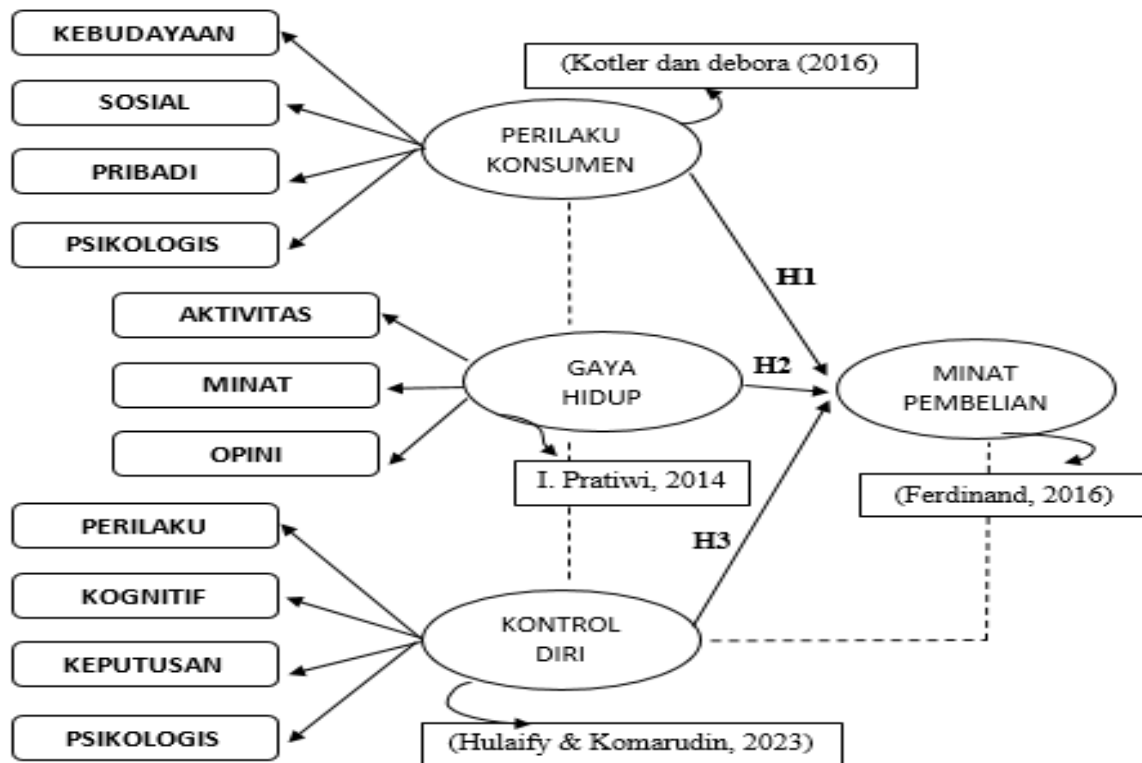 KEBUDAYAAN
SOSIAL
PRIBADI
PSIKOLOGIS
(Kotler dan debora (2016)
PERILAKU
KONSUMEN
H1
AKTIVITAS
MINAT
OPINI
GAYA
HIDUP
H2
MINAT
PEMBELIAN
I. Pratiwi, 2014
(Ferdinand, 2016)
PERILAKU
KOGNITIF
KEPUTUSAN
PSIKOLOGIS
H3
KONTROL
DIRI
(Hulaify & Komarudin, 2023)